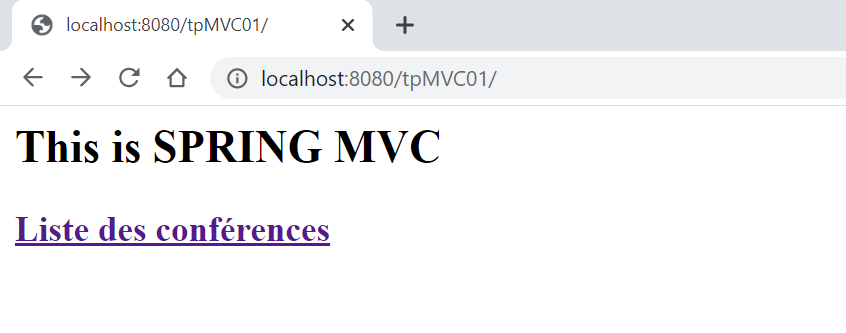 localhost:8080/tpMVC01/
localhost:8080/tpMVC01/
This is SPRING MVC
Liste des conférences